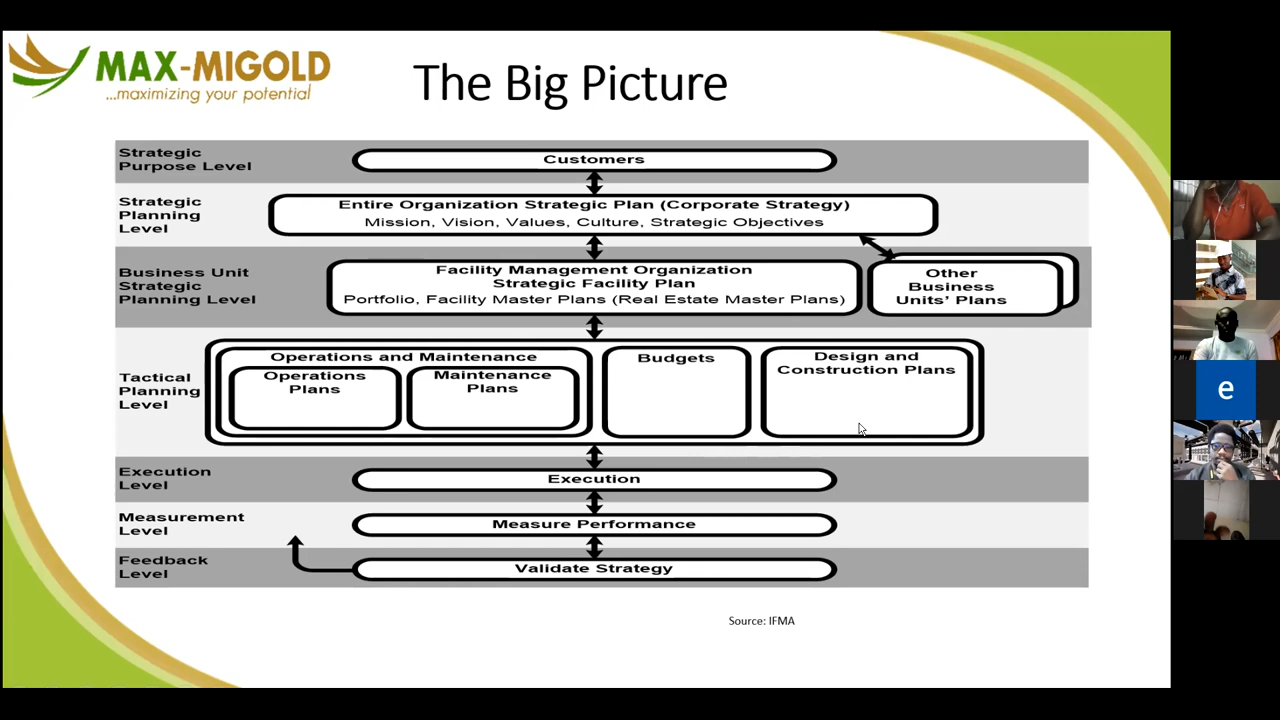 MAX-MIGOLD
...maximizing your potential
The Big Picture
Strategic
Purpose Level
Customers
Strategic
Planning
Level
Entire Organization Strategic Plan (Corporate Strategy)
Mission, Vision, Values, Culture, Strategic Objectives
Business Unit
Strategic
Planning Level
Facility Management Organization
Strategic Facility Plan
Portfolio, Facility Master Plans (Real Estate Master Plans)
Other
Business
Units' Plans
Tactical
Planning
Level
Operations and Maintenance
Operations
Plans
Maintenance
Plans
Budgets
Design and
Construction Plans
Execution
Level
Execution
Measurement
Level
Measure Performance
Feedback
Level
Validate Strategy
Source: IFMA
e